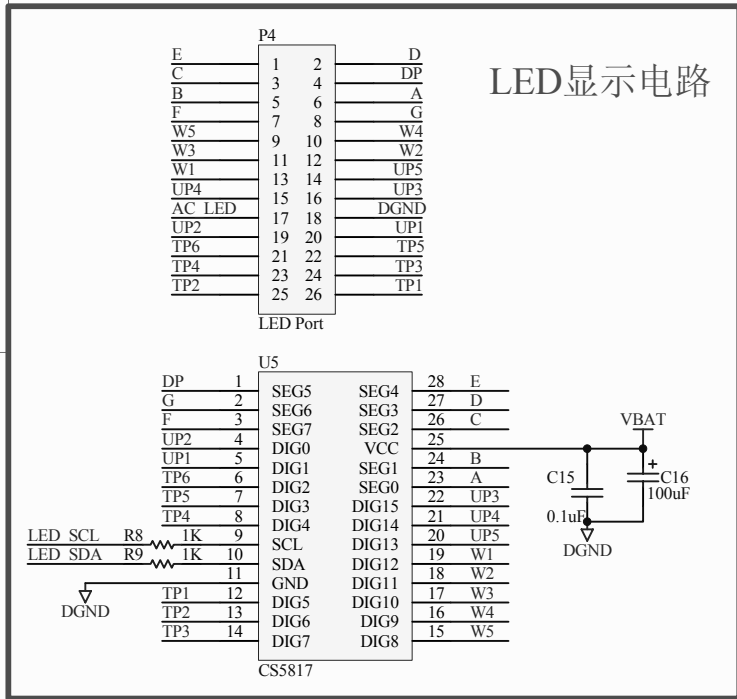 LED显示电路
P4
E 1 2 D
C 3 4 DP
B 5 6 A
F 7 8 G
W5 9 10 W4
W3 11 12 W2
W1 13 14 UP5
UP4 15 16 UP3
AC LED 17 18 DGND
UP2 19 20 UP1
TP6 21 22 TP5
TP4 23 24 TP3
TP2 25 26 TP1
LED Port
U5
DP 1 SEG5 SEG4 28 E
G 2 SEG6 SEG3 27 D
F 3 SEG7 SEG2 26 C
UP2 4 DIG0 VCC 25
UP1 5 DIG1 SEG1 24 B
TP6 6 DIG2 SEG0 23 A
TP5 7 DIG3 DIG15 22 UP3
TP4 8 DIG4 DIG14 21 UP4
LED SCL R8 1K 9 SCL DIG13 20 UP5
LED SDA R9 1K 10 SDA DIG12 19 W1
11 GND DIG11 18 W2
TP1 12 DIG5 DIG10 17 W3
TP2 13 DIG6 DIG9 16 W4
TP3 14 DIG7 DIG8 15 W5
DGND
CS5817
VBAT
C15
0.1uF
+
C16
100uF
DGND